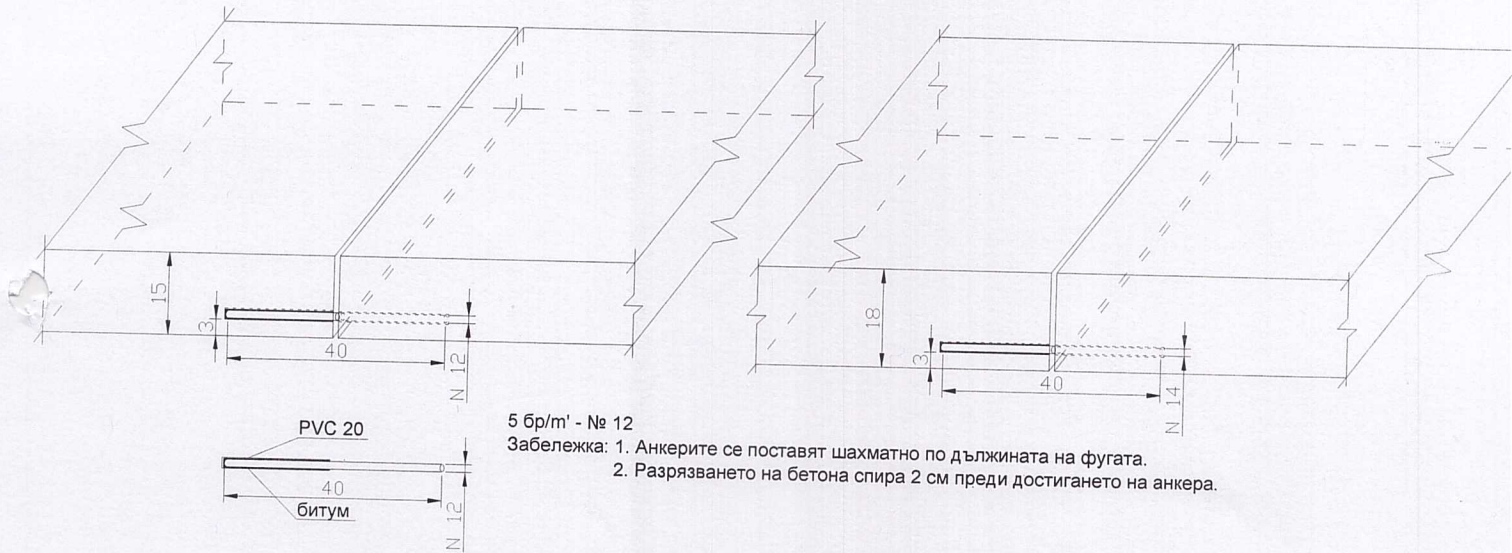 15
3
40
N 12
18
3
40
N 14
PVC 20
40
битум
N 12
5 бр/m' - № 12
Забележка: 1. Анкерите се поставят шахматно по дължината на фугата.
2. Разрязването на бетона спира 2 см преди достигането на анкера.